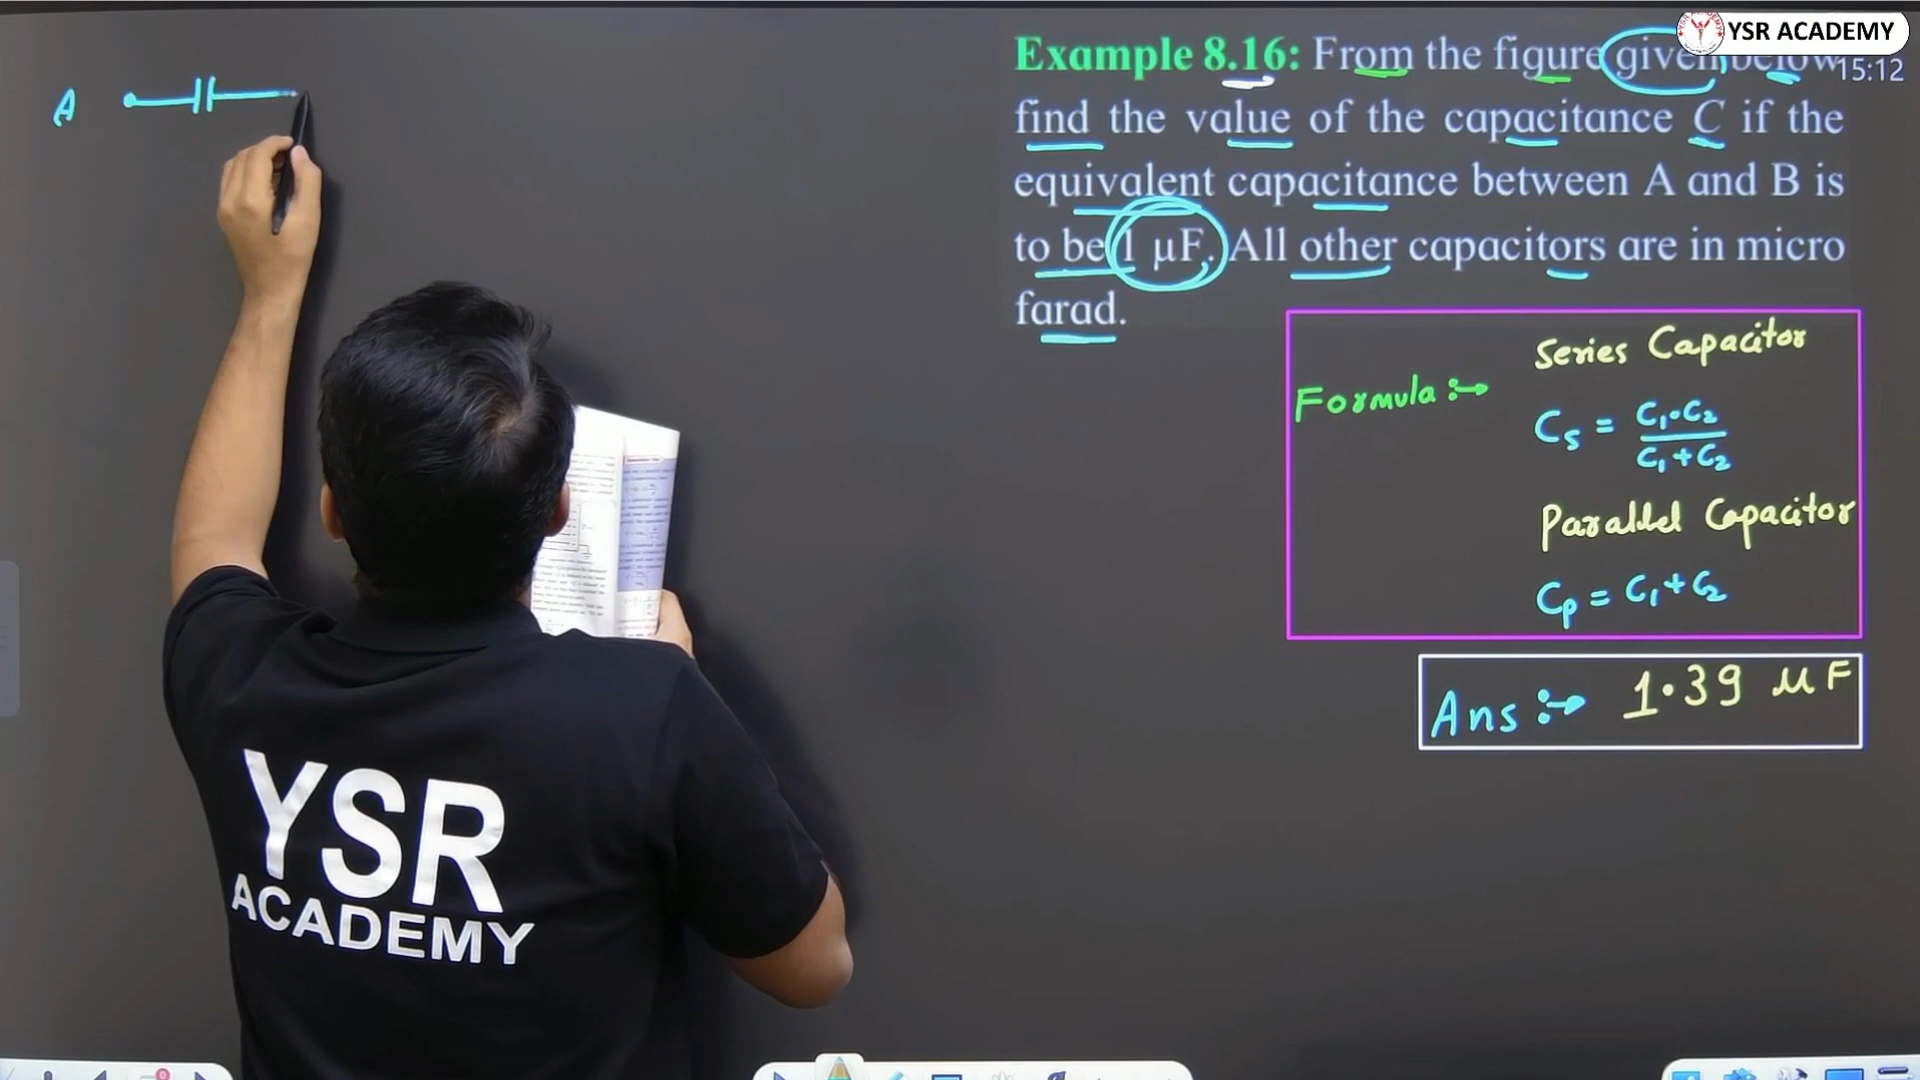 YSR ACADEMY
15:12
Example 8.16: From the figure given below
find the value of the capacitance C if the
equivalent capacitance between A and B is
to be 1 µF. All other capacitors are in micro
farad.
A
Series Capacitor
Formula :→
Cs = C₁·C₂ / C₁+C₂
Parallel Capacitor
Cp = C₁+C₂
Ans :→ 1.39 µF
YSR
ACADEMY